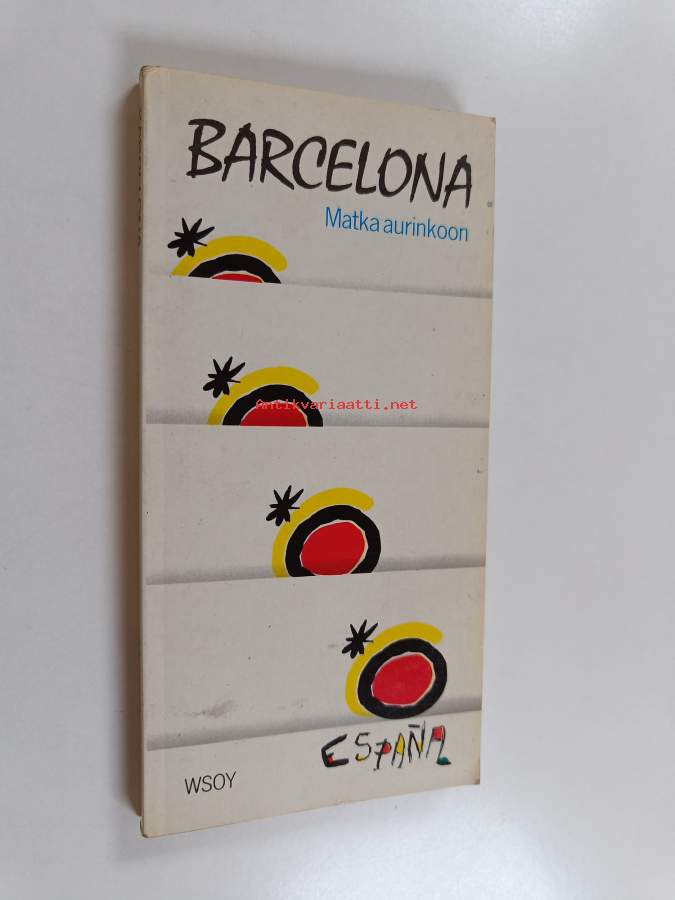 BARCELONA
Matka aurinkoon
Antikvariaatti.net
ESPAÑA
WSOY